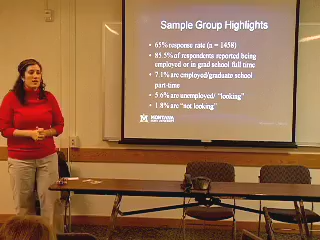 Sample Group Highlights
• 65% response rate (n = 1458)
• 85.5% of respondents reported being
employed or in grad school full time
• 7.1% are employed/graduate school
part-time
• 5.6% are unemployed/ "looking"
• 1.8% are "not looking"
MONTANA